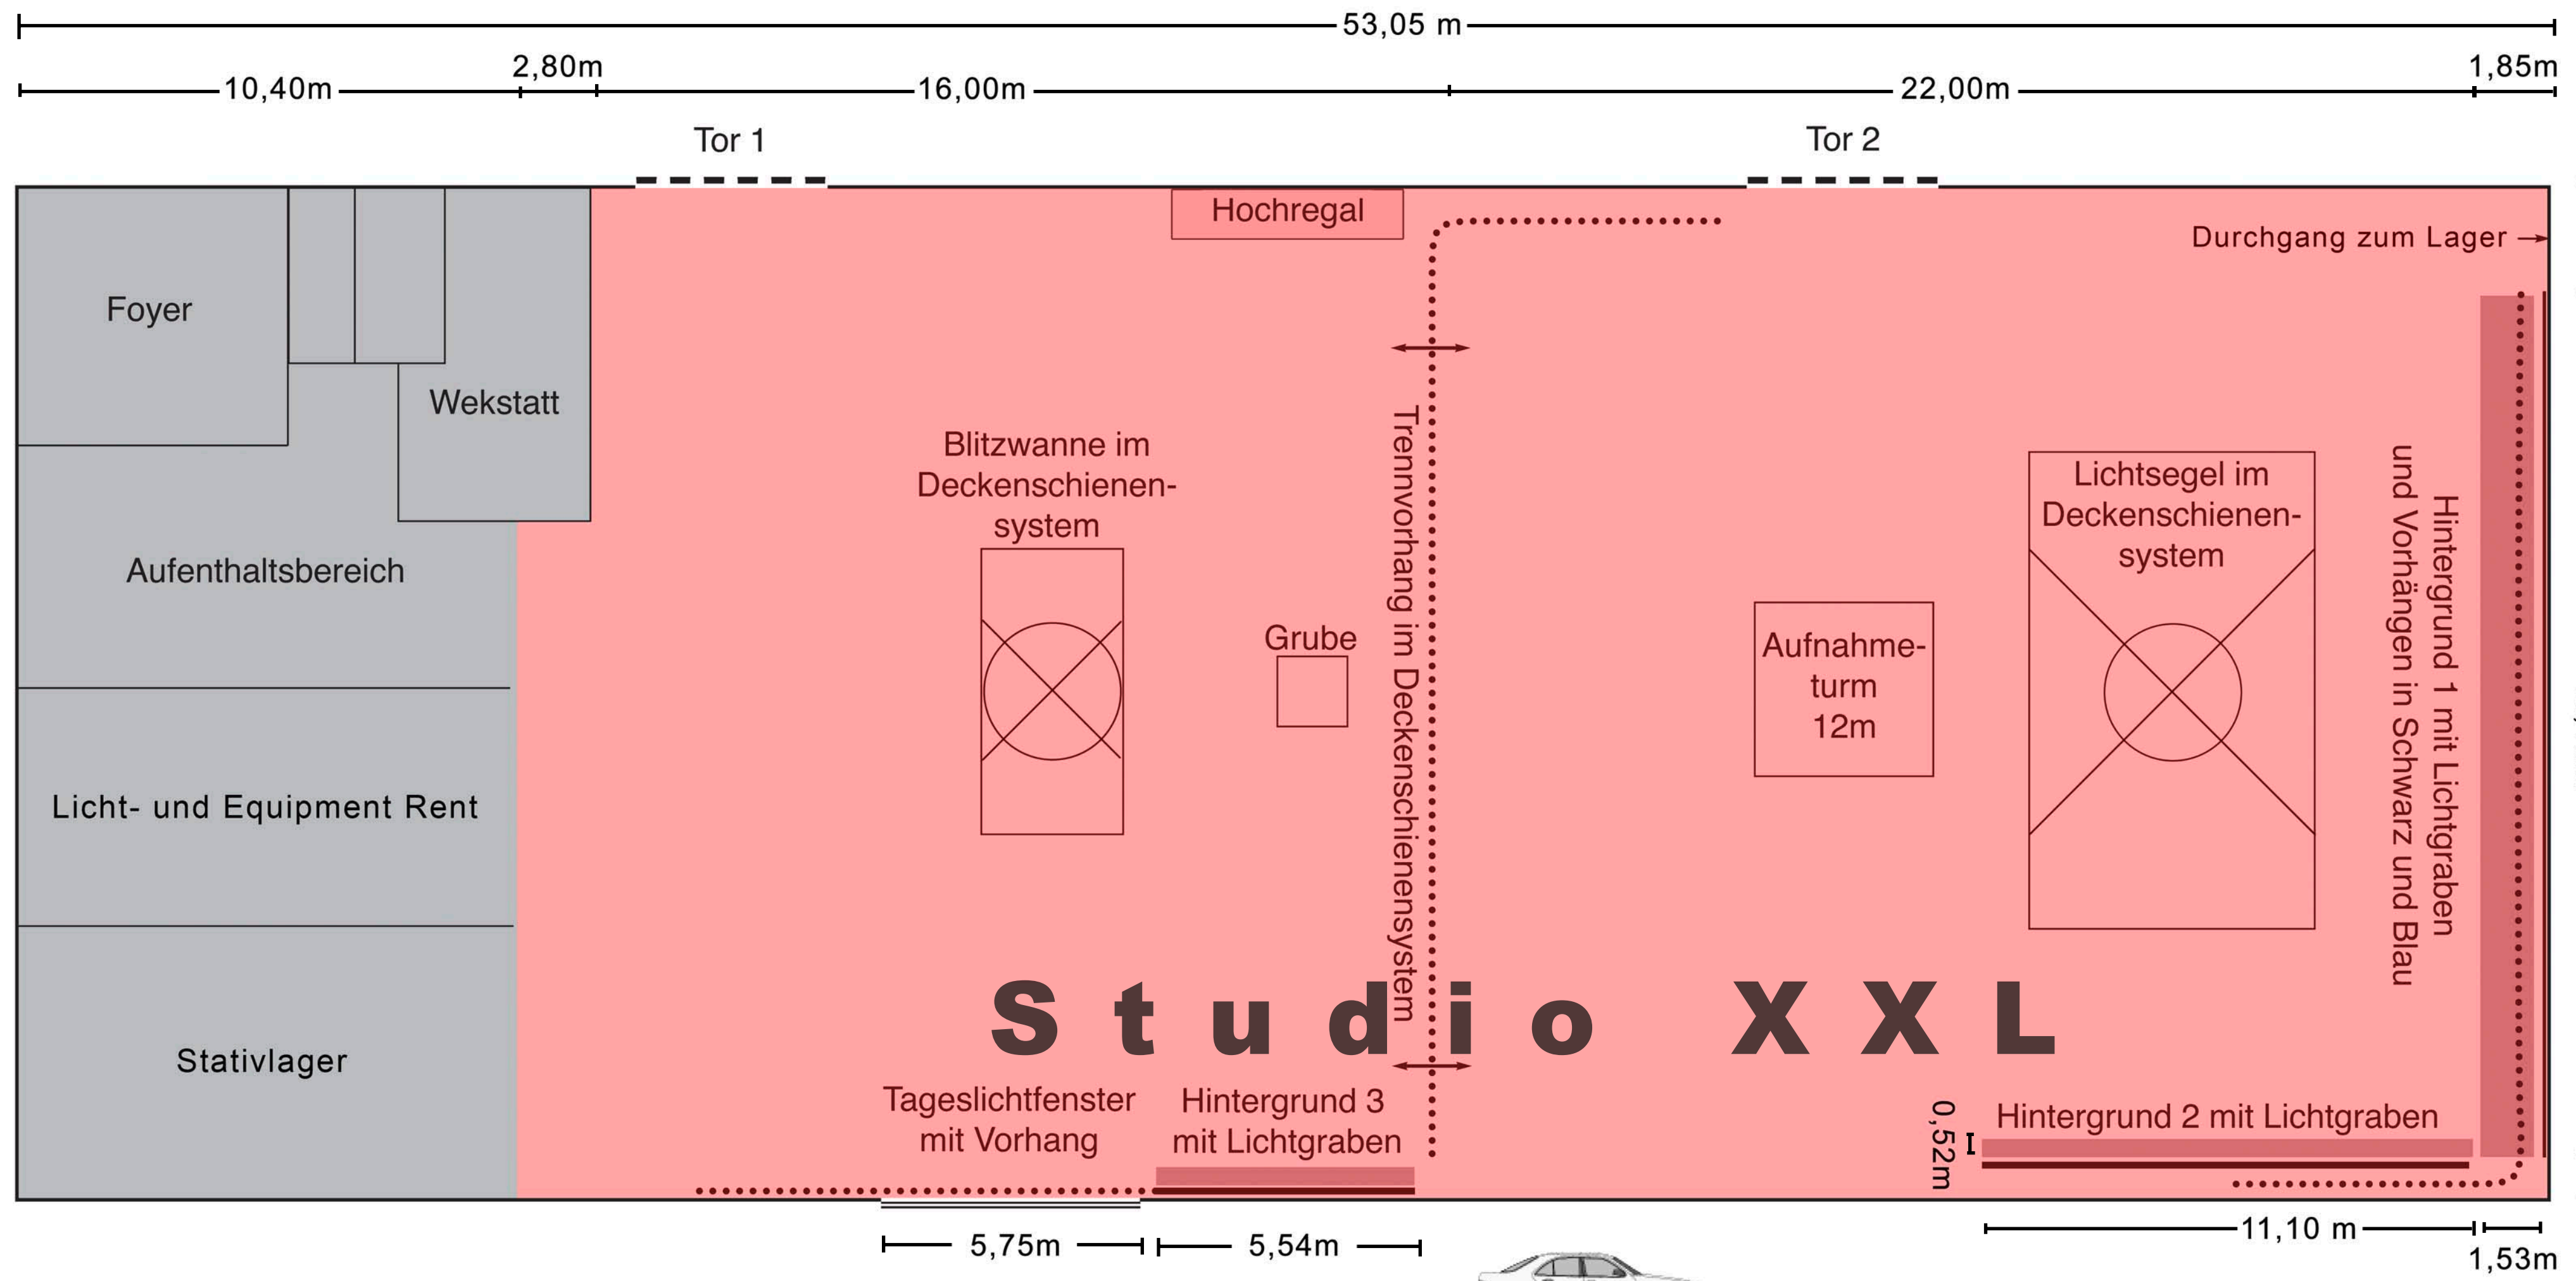 53,05 m
10,40m
2,80m
16,00m
22,00m
1,85m
Tor 1
Tor 2
Hochregal
Durchgang zum Lager
Foyer
Wekstatt
Aufenthaltsbereich
Licht- und Equipment Rent
Stativlager
Blitzwanne im
Deckenschienen-
system
Grube
Trennvorhang im Deckenschienensystem
Aufnahme-
turm
12m
Lichtsegel im
Deckenschienen-
system
Hintergrund 1 mit Lichtgraben
und Vorhängen in Schwarz und Blau
Studio XXL
Tageslichtfenster
mit Vorhang
Hintergrund 3
mit Lichtgraben
0,52m
Hintergrund 2 mit Lichtgraben
5,75m
5,54m
11,10 m
1,53m